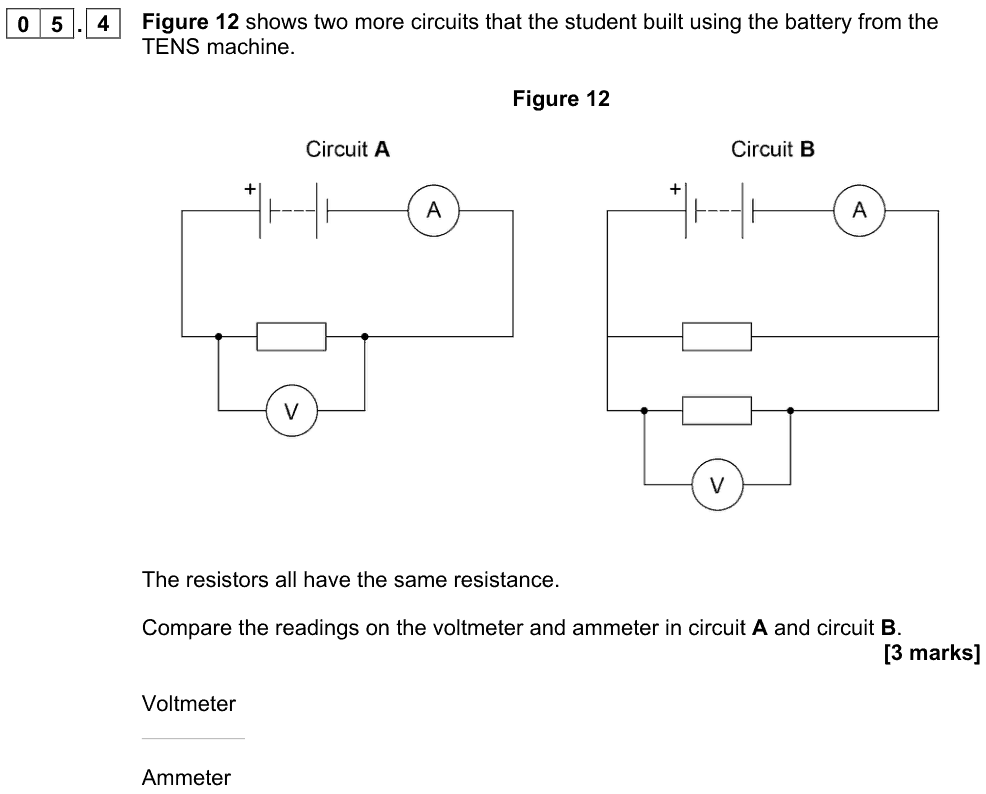 0 5 . 4 Figure 12 shows two more circuits that the student built using the battery from the
TENS machine.
Figure 12
Circuit A
Circuit B
+
A
+
A
V
V
The resistors all have the same resistance.
Compare the readings on the voltmeter and ammeter in circuit A and circuit B.
[3 marks]
Voltmeter
Ammeter